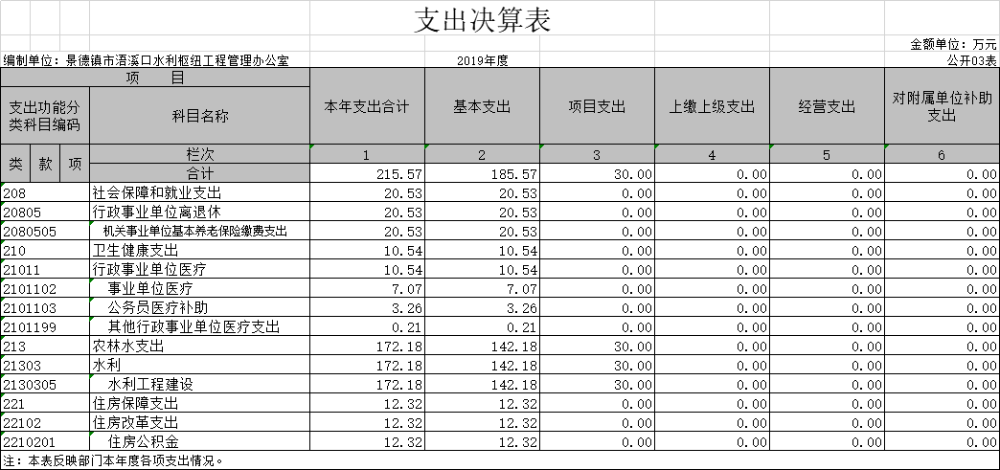 支出决算表
金额单位：万元
编制单位：景德镇市浯溪口水利枢纽工程管理办公室 2019年度 公开03表
项 目 本年支出合计 基本支出 项目支出 上缴上级支出 经营支出 对附属单位补助支出
支出功能分类科目编码 科目名称
类 款 项 栏次 1 2 3 4 5 6
合计 215.57 185.57 30.00 0.00 0.00 0.00
208 社会保障和就业支出 20.53 20.53 0.00 0.00 0.00 0.00
20805 行政事业单位离退休 20.53 20.53 0.00 0.00 0.00 0.00
2080505 机关事业单位基本养老保险缴费支出 20.53 20.53 0.00 0.00 0.00 0.00
210 卫生健康支出 10.54 10.54 0.00 0.00 0.00 0.00
21011 行政事业单位医疗 10.54 10.54 0.00 0.00 0.00 0.00
2101102 事业单位医疗 7.07 7.07 0.00 0.00 0.00 0.00
2101103 公务员医疗补助 3.26 3.26 0.00 0.00 0.00 0.00
2101199 其他行政事业单位医疗支出 0.21 0.21 0.00 0.00 0.00 0.00
213 农林水支出 172.18 142.18 30.00 0.00 0.00 0.00
21303 水利 172.18 142.18 30.00 0.00 0.00 0.00
2130305 水利工程建设 172.18 142.18 30.00 0.00 0.00 0.00
221 住房保障支出 12.32 12.32 0.00 0.00 0.00 0.00
22102 住房改革支出 12.32 12.32 0.00 0.00 0.00 0.00
2210201 住房公积金 12.32 12.32 0.00 0.00 0.00 0.00
注：本表反映部门本年度各项支出情况。